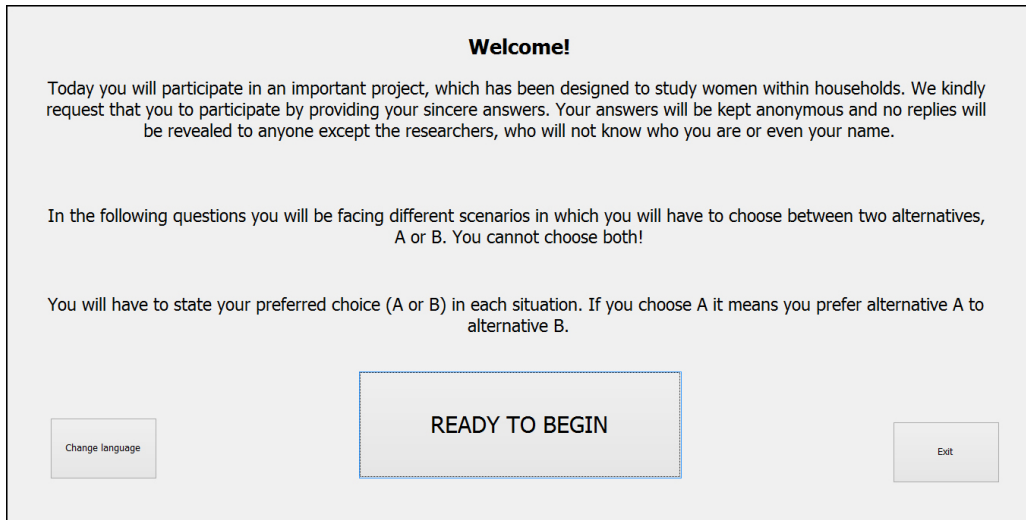 Welcome!
Today you will participate in an important project, which has been designed to study women within households. We kindly
request that you to participate by providing your sincere answers. Your answers will be kept anonymous and no replies will
be revealed to anyone except the researchers, who will not know who you are or even your name.
In the following questions you will be facing different scenarios in which you will have to choose between two alternatives,
A or B. You cannot choose both!
You will have to state your preferred choice (A or B) in each situation. If you choose A it means you prefer alternative A to
alternative B.
READY TO BEGIN
Change language
Exit